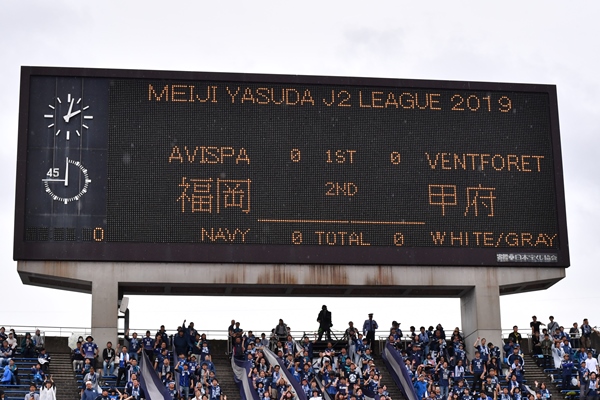 MEIJI YASUDA J2 LEAGUE 2019
AVISPA 0 1ST 0 VENTFORET
福岡 2ND 甲府
NAVY 0 TOTAL 0 WHITE/GRAY
45
0